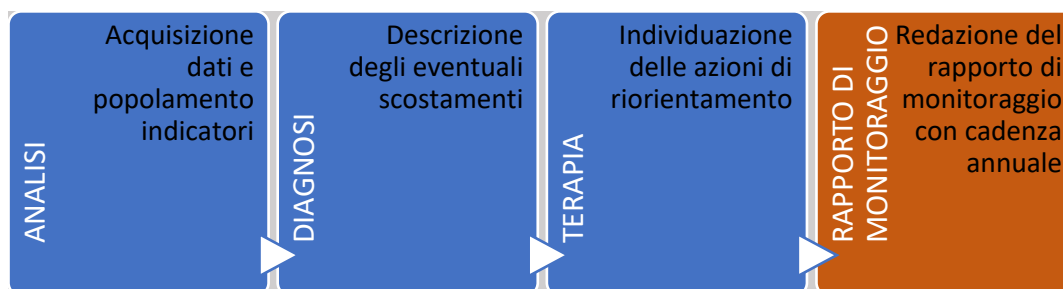 ANALISI
Acquisizione
dati e
popolamento
indicatori
DIAGNOSI
Descrizione
degli eventuali
scostamenti
TERAPIA
Individuazione
delle azioni di
riorientamento
RAPPORTO DI
MONITORAGGIO
Redazione del
rapporto di
monitoraggio
con cadenza
annuale